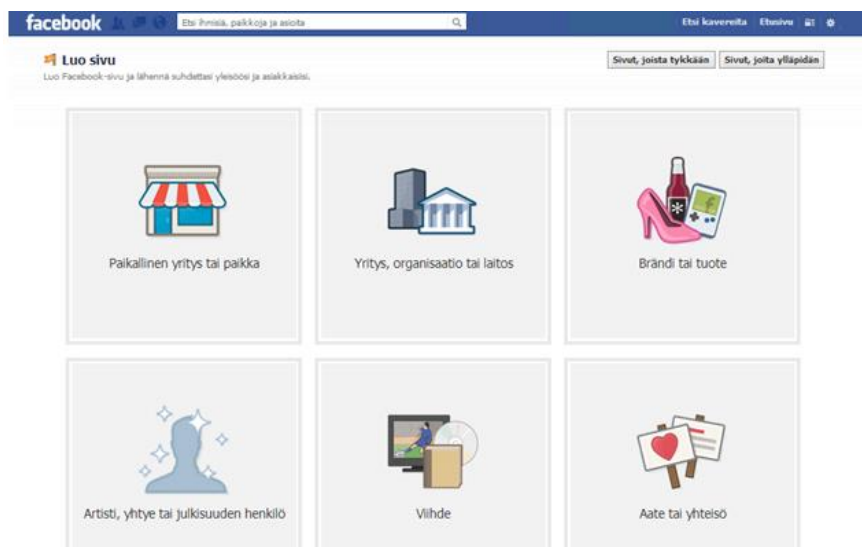 facebook
Etsi ihmisiä, paikkoja ja asioita
Etsi kavereita
Etusivu
Luo sivu
Luo Facebook-sivu ja lähennä suhdettasi yleisöösi ja asiakkaisiisi.
Sivut, joista tykkään
Sivut, joita ylläpidän
Paikallinen yritys tai paikka
Yritys, organisaatio tai laitos
Brändi tai tuote
Artisti, yhtye tai julkisuuden henkilö
Viihde
Aate tai yhteisö